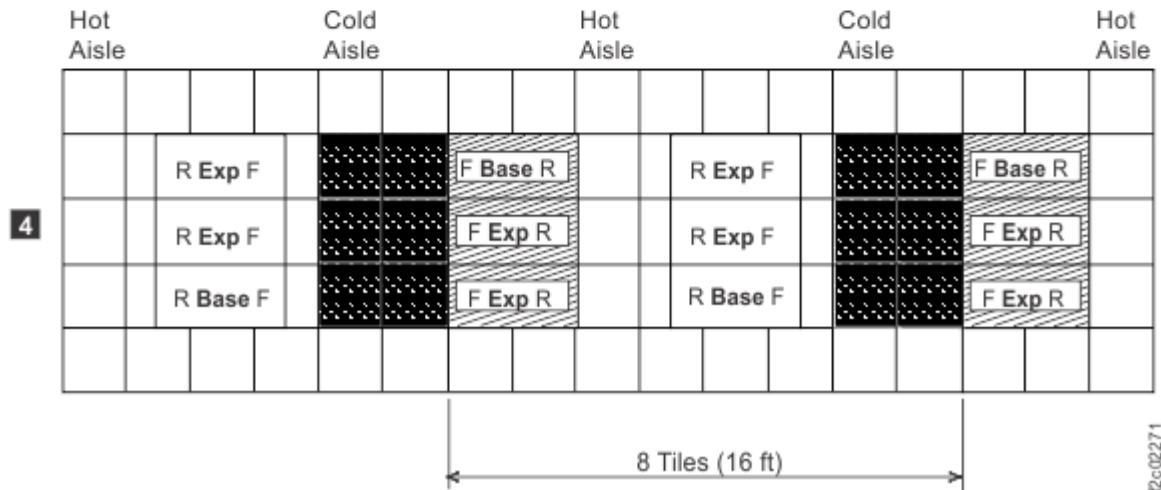 Hot Aisle
Cold Aisle
Hot Aisle
Cold Aisle
Hot Aisle
R Exp F
F Base R
R Exp F
F Base R
4
R Exp F
F Exp R
R Exp F
F Exp R
R Base F
F Exp R
R Base F
F Exp R
8 Tiles (16 ft)
f2c02271